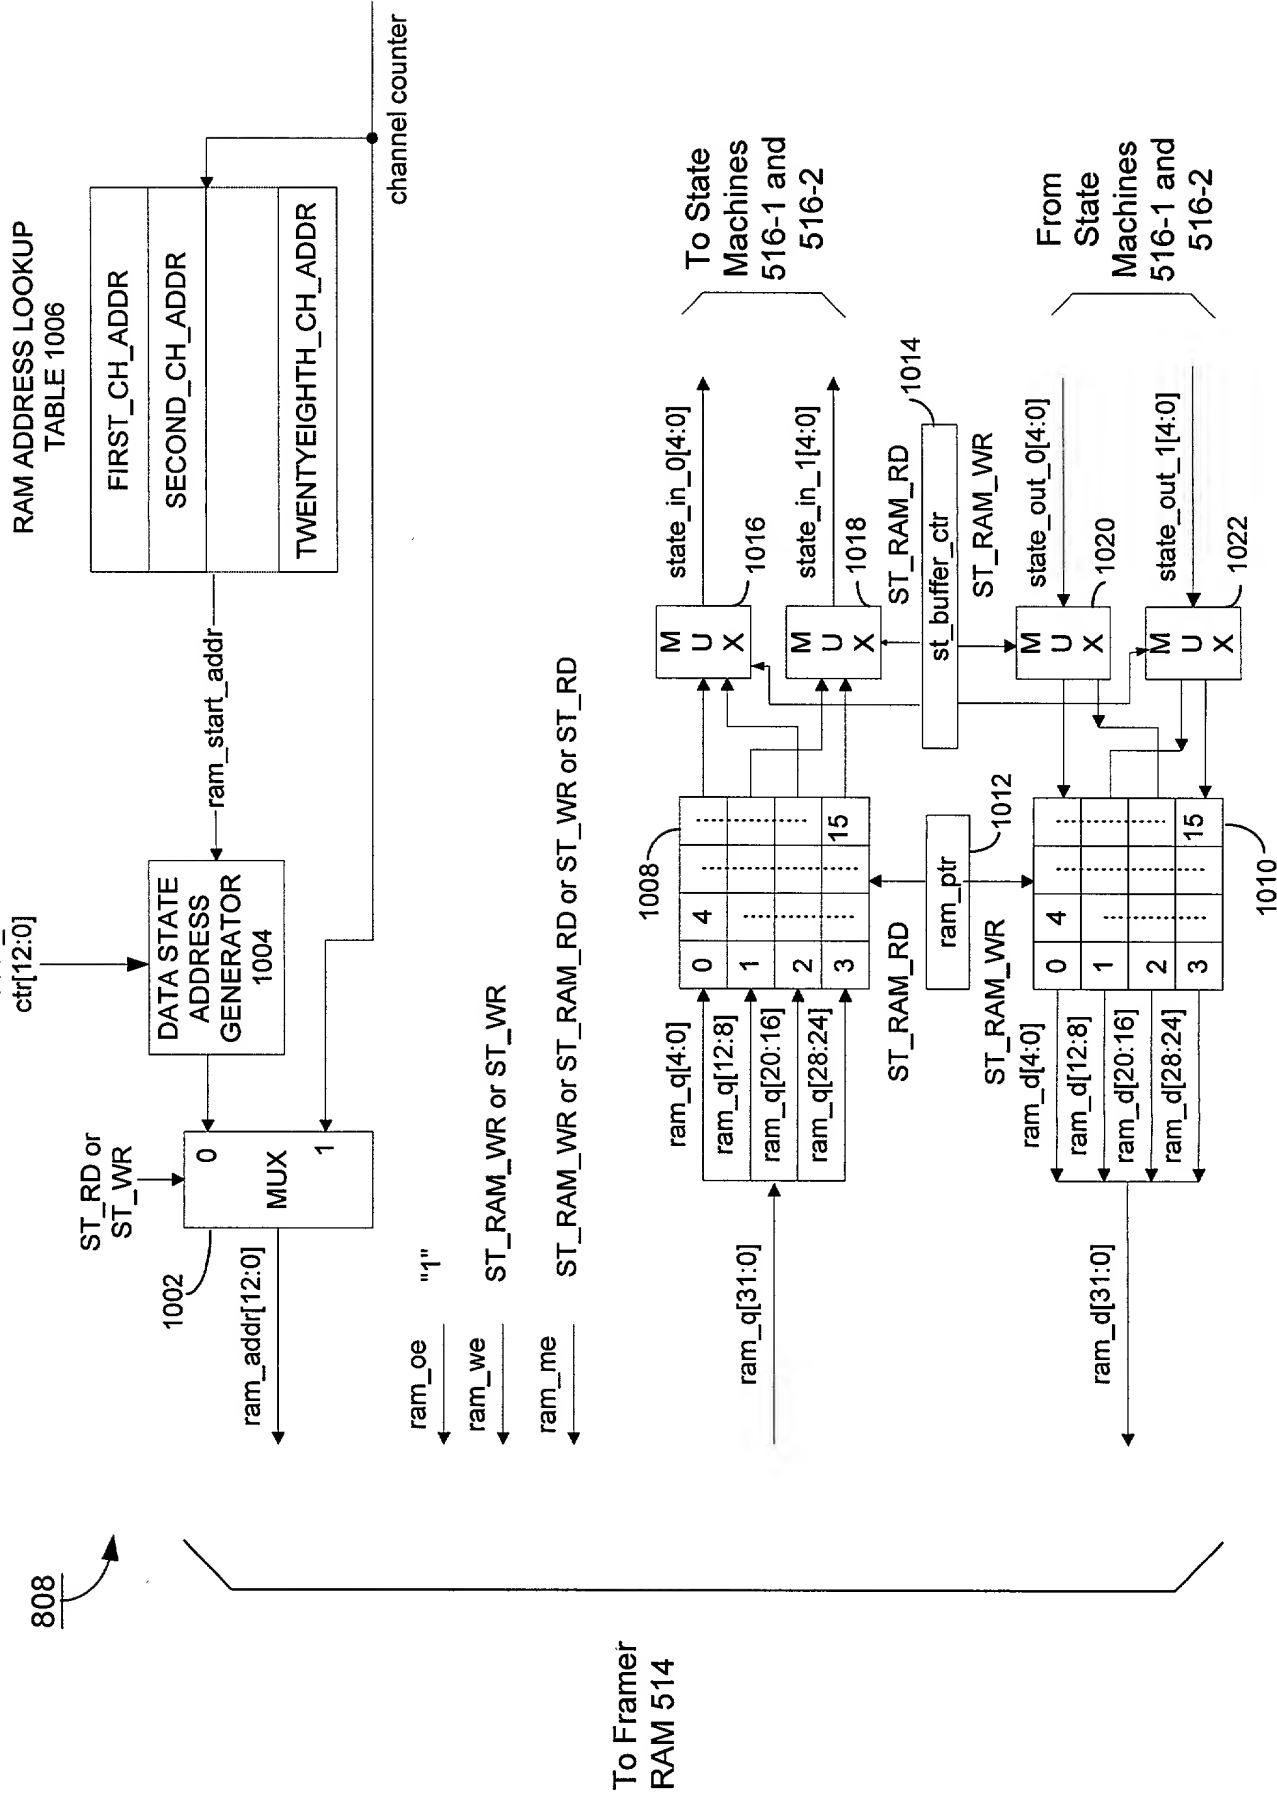 808
To Framer
RAM 514
ctr[12:0]
ST_RD or
ST_WR
1002
0
MUX
1
ram_addr[12:0]
DATA STATE
ADDRESS
GENERATOR
1004
ram_start_addr
RAM ADDRESS LOOKUP
TABLE 1006
FIRST_CH_ADDR
SECOND_CH_ADDR
TWENTYEIGHTH_CH_ADDR
channel counter
ram_oe
"1"
ram_we
ST_RAM_WR or ST_WR
ram_me
ST_RAM_WR or ST_RAM_RD or ST_WR or ST_RD
ram_q[31:0]
ram_q[4:0]
ram_q[12:8]
ram_q[20:16]
ram_q[28:24]
1008
0
4
1
2
3
15
MUX
1016
state_in_0[4:0]
MUX
1018
state_in_1[4:0]
To State
Machines
516-1 and
516-2
ST_RAM_RD
ram_ptr
1012
ST_RAM_WR
ST_RAM_RD
st_buffer_ctr
1014
ST_RAM_WR
ram_d[31:0]
ram_d[4:0]
ram_d[12:8]
ram_d[20:16]
ram_d[28:24]
0
4
1
2
3
15
1010
MUX
1020
state_out_0[4:0]
MUX
1022
state_out_1[4:0]
From
State
Machines
516-1 and
516-2